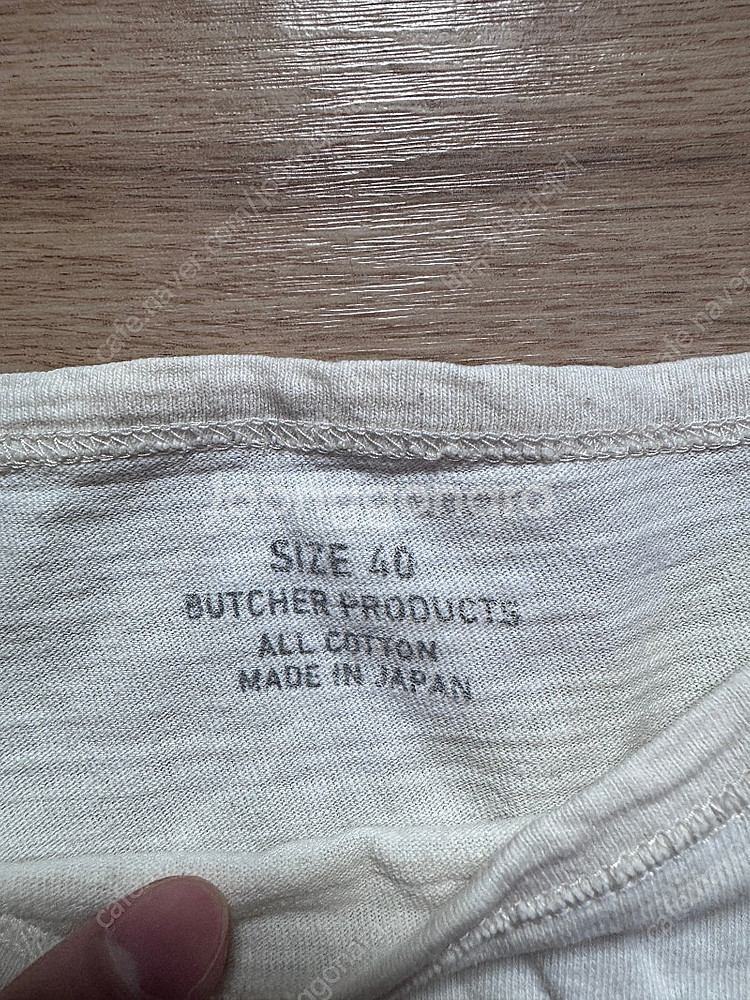 SIZE 40
BUTCHER PRODUCTS
ALL COTTON
MADE IN JAPAN